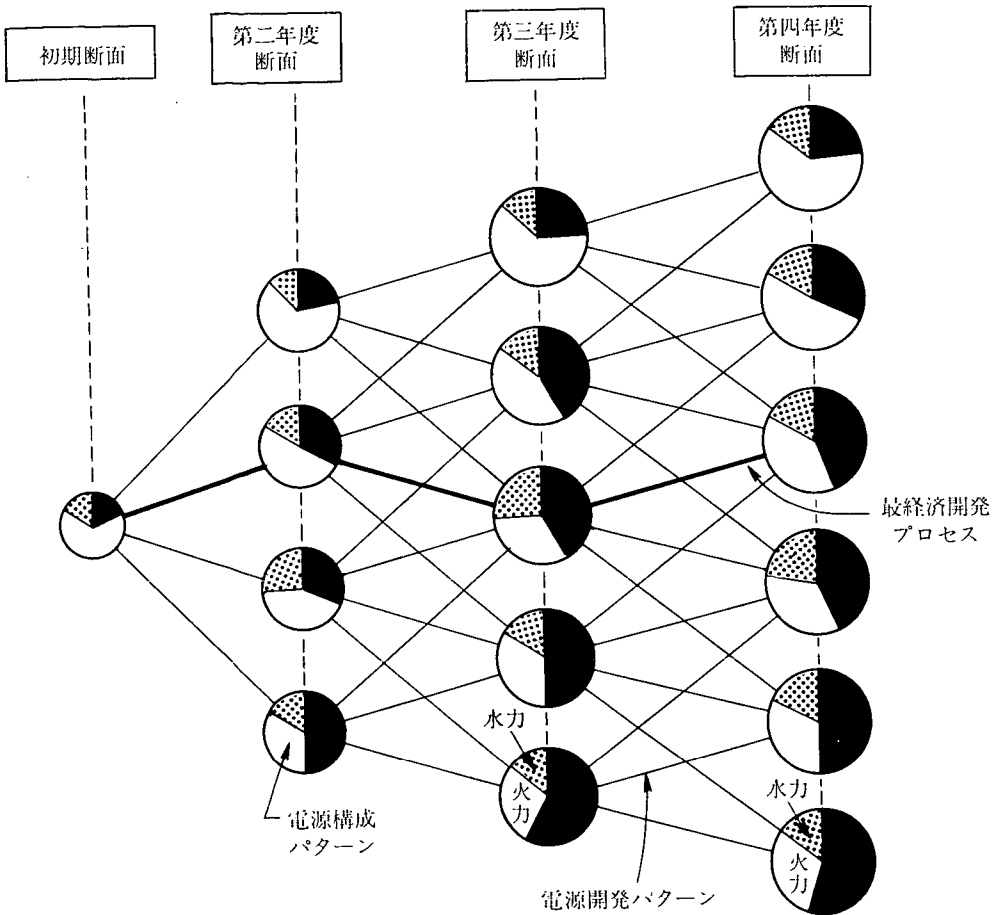 初期断面
第二年度
断面
第三年度
断面
第四年度
断面
最経済開発
プロセス
水力
火
力
電源構成
パターン
電源開発パターン
水力
火
力